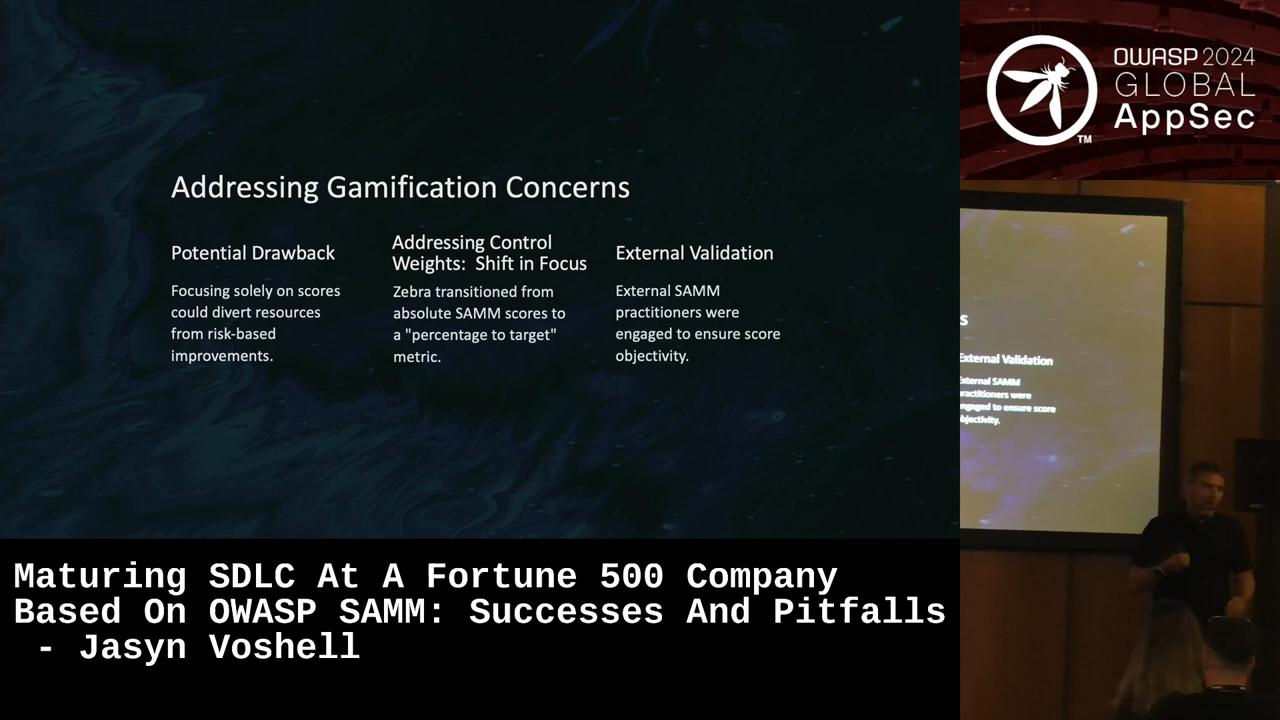 Addressing Gamification Concerns
Potential Drawback
Focusing solely on scores
could divert resources
from risk-based
improvements.
Addressing Control
Weights: Shift in Focus
Zebra transitioned from
absolute SAMM scores to
a "percentage to target"
metric.
External Validation
External SAMM
practitioners were
engaged to ensure score
objectivity.
OWASP 2024
GLOBAL
AppSec
TM
s
External Validation
External SAMM
practitioners were
engaged to ensure score
objectivity.
Maturing SDLC At A Fortune 500 Company
Based On OWASP SAMM: Successes And Pitfalls
- Jasyn Voshell